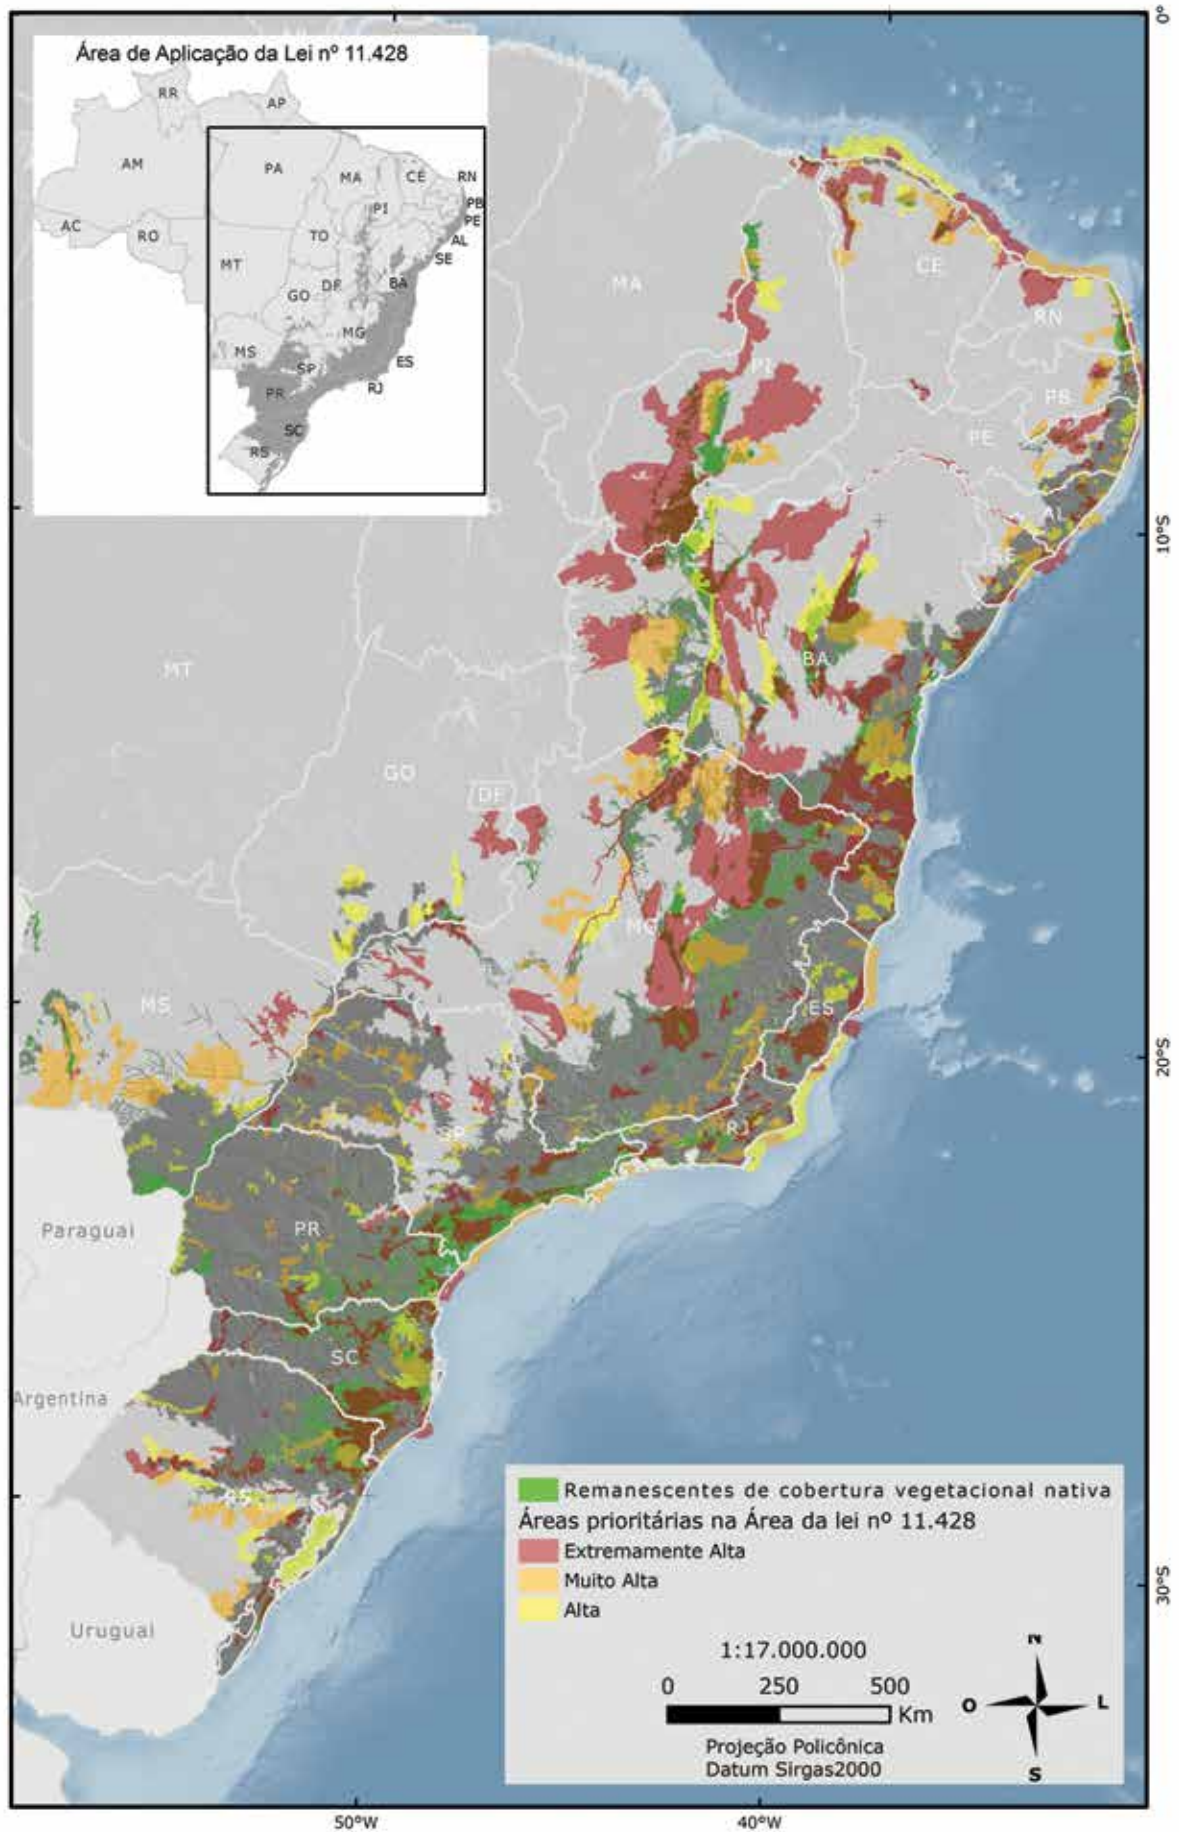 Área de Aplicação da Lei nº 11.428
RR
AP
AM
PA
MA
CE
RN
PB
PI
PE
AC
RO
TO
AL
SE
MT
BA
DF
GO
MG
MS
ES
SP
RJ
PR
SC
RS
0°
10°S
20°S
30°S
MA
CE
RN
PI
PB
PE
AL
SE
BA
MT
GO
DF
MG
MS
ES
SP
RJ
PR
Paraguai
SC
Argentina
RS
Uruguai
Remanescentes de cobertura vegetacional nativa
Áreas prioritárias na Área da lei nº 11.428
Extremamente Alta
Muito Alta
Alta
1:17.000.000
0 250 500
Km
Projeção Policônica
Datum Sirgas2000
N
O L
S
50°W 40°W